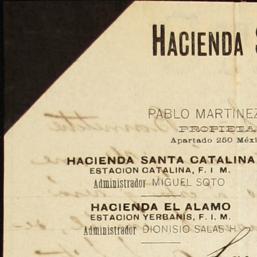 HACIENDA
PABLO MARTINEZ
PROPIETA
Apartado 250 Méxi
HACIENDA SANTA CATALINA
ESTACION CATALINA, F. I. M.
Administrador MIGUEL SOTO
HACIENDA EL ALAMO
ESTACION YERBANIS, F. I. M.
Administrador DIONISIO SALAS H.